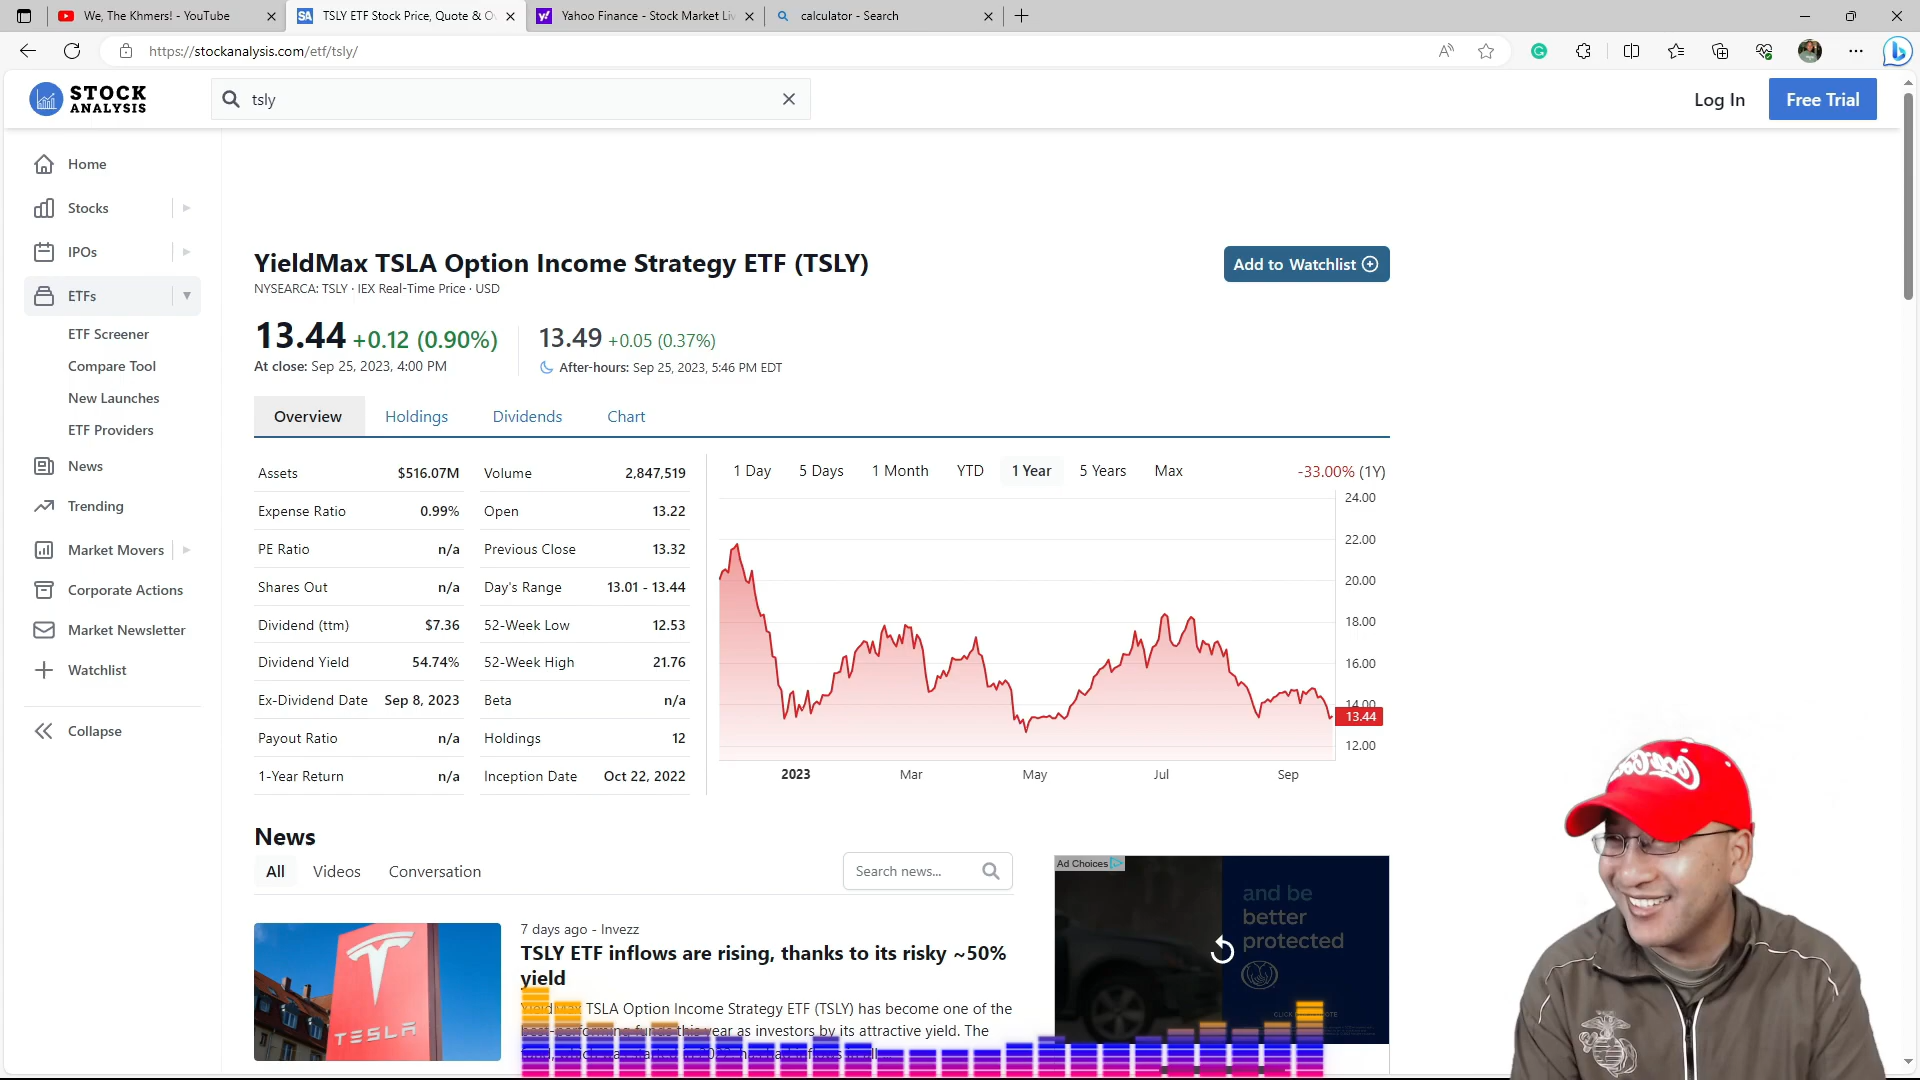 We, The Khmers! - YouTube
TSLY ETF Stock Price, Quote & O
Yahoo Finance - Stock Market Liv
calculator - Search
https://stockanalysis.com/etf/tsly/
STOCK
ANALYSIS
tsly
Log In
Free Trial
Home
Stocks
IPOs
ETFs
ETF Screener
Compare Tool
New Launches
ETF Providers
News
Trending
Market Movers
Corporate Actions
Market Newsletter
Watchlist
Collapse
YieldMax TSLA Option Income Strategy ETF (TSLY)
Add to Watchlist
NYSEARCA: TSLY · IEX Real-Time Price · USD
13.44 +0.12 (0.90%)
At close: Sep 25, 2023, 4:00 PM
13.49 +0.05 (0.37%)
After-hours: Sep 25, 2023, 5:46 PM EDT
Overview Holdings Dividends Chart
Assets $516.07M Volume 2,847,519
Expense Ratio 0.99% Open 13.22
PE Ratio n/a Previous Close 13.32
Shares Out n/a Day's Range 13.01 - 13.44
Dividend (ttm) $7.36 52-Week Low 12.53
Dividend Yield 54.74% 52-Week High 21.76
Ex-Dividend Date Sep 8, 2023 Beta n/a
Payout Ratio n/a Holdings 12
1-Year Return n/a Inception Date Oct 22, 2022
1 Day 5 Days 1 Month YTD 1 Year 5 Years Max -33.00% (1Y)
24.00
22.00
20.00
18.00
16.00
14.00
13.44
12.00
2023 Mar May Jul Sep
News
All Videos Conversation
Search news...
TESLA
7 days ago - Invezz
TSLY ETF inflows are rising, thanks to its risky ~50%
yield
YieldMax TSLA Option Income Strategy ETF (TSLY) has become one of the
best-performing funds this year as investors by its attractive yield. The
Ad Choices
and be
better
protected
Coca-Cola